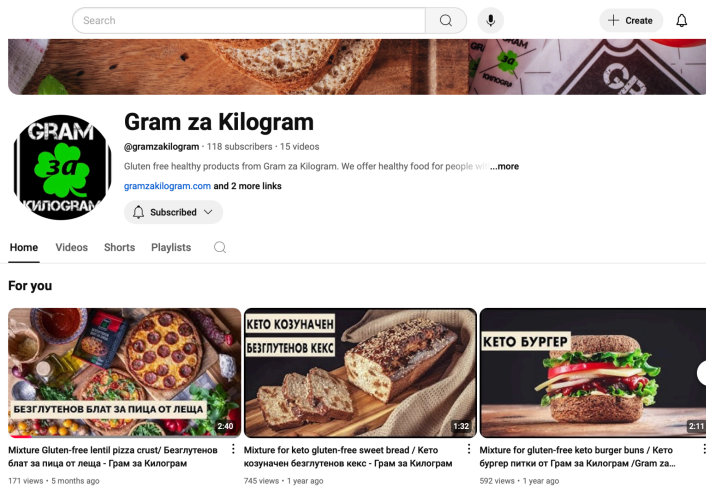 Search
Create
ГРАМ
за
КИЛОГРАМ
GRAM
за
КИЛОГРАМ
Gram za Kilogram
@gramzakilogram · 118 subscribers · 15 videos
Gluten free healthy products from Gram za Kilogram. We offer healthy food for people ...more
gramzakilogram.com and 2 more links
Subscribed
Home Videos Shorts Playlists
For you
БЕЗГЛУТЕНОВ БЛАТ ЗА ПИЦА ОТ ЛЕЩА
2:40
КЕТО КОЗУНАЧЕН
БЕЗГЛУТЕНОВ КЕКС
1:32
КЕТО БУРГЕР
2:11
Mixture Gluten-free lentil pizza crust/ Безглутенов
блат за пица от леща - Грам за Килограм
171 views · 5 months ago
Mixture for keto gluten-free sweet bread / Кето
козуначен безглутенов кекс - Грам за Килограм
745 views · 1 year ago
Mixture for gluten-free keto burger buns / Кето
бургер питки от Грам за Килограм /Gram za...
592 views · 1 year ago